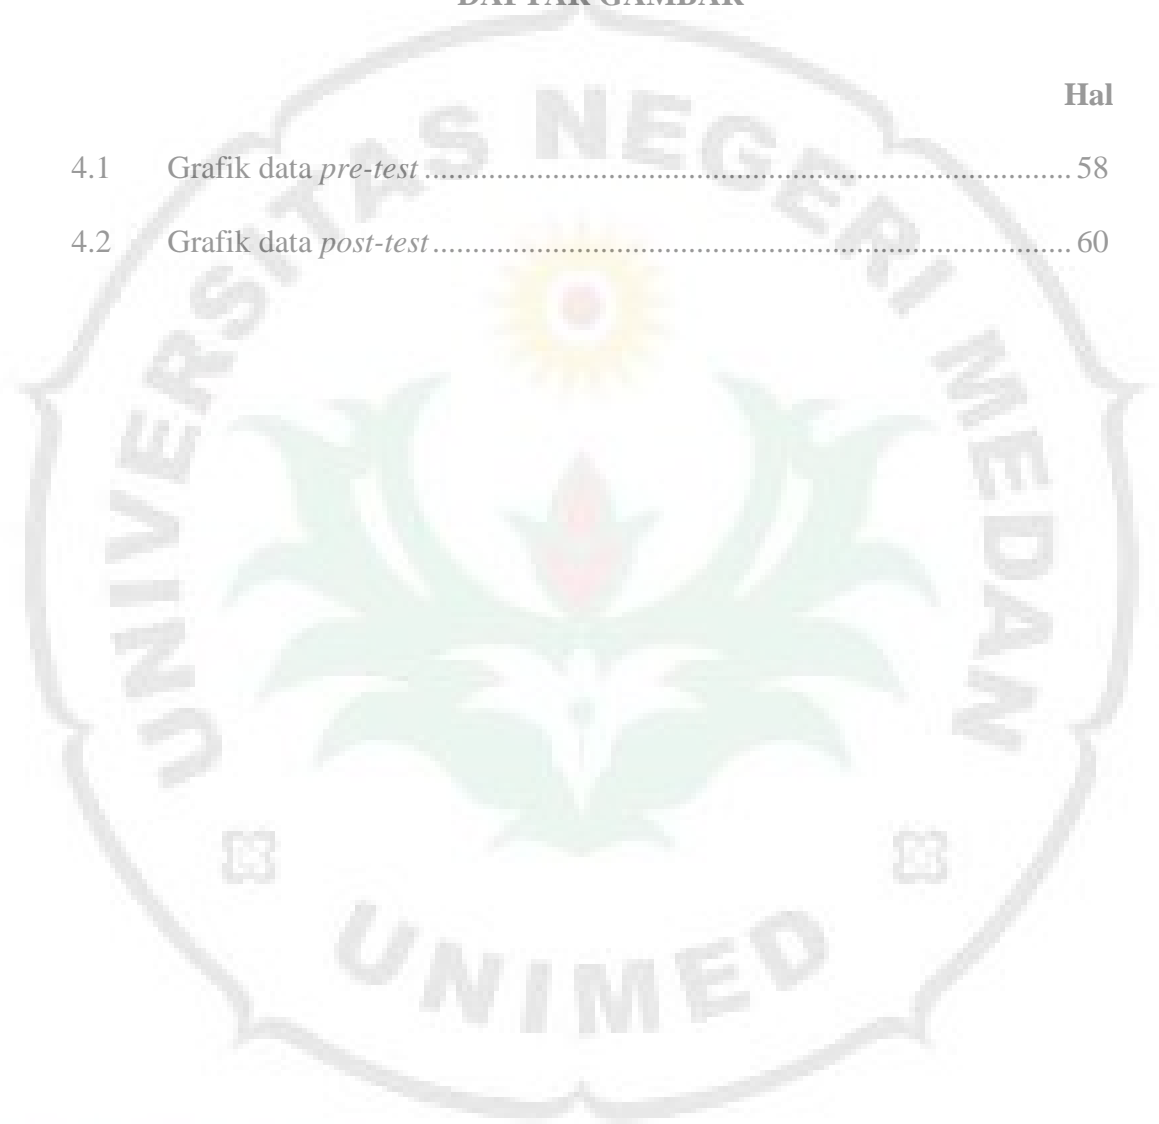 DAFTAR GAMBAR
Hal
4.1 Grafik data pre-test ........................................................................ 58
4.2 Grafik data post-test ....................................................................... 60
UNIVERSITAS NEGERI MEDAN
UNIMED